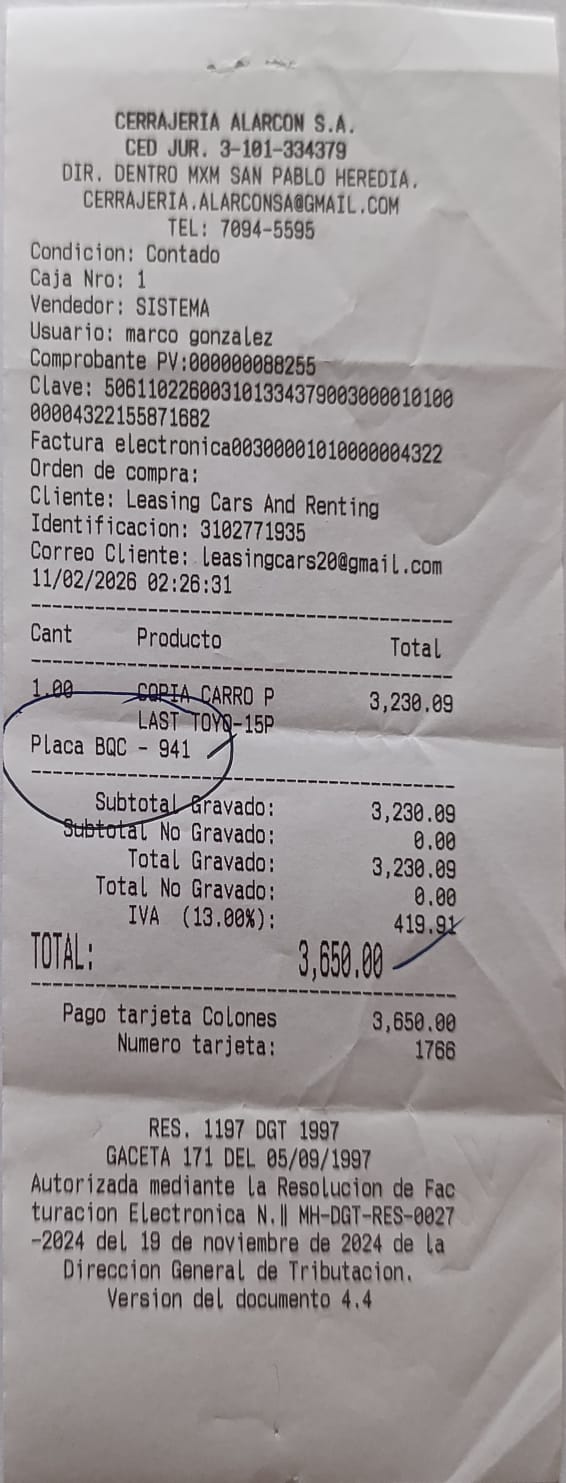 CERRAJERIA ALARCON S.A.
CED JUR. 3-101-334379
DIR. DENTRO MXM SAN PABLO HEREDIA.
CERRAJERIA.ALARCONSA@GMAIL.COM
TEL: 7094-5595
Condicion: Contado
Caja Nro: 1
Vendedor: SISTEMA
Usuario: marco gonzalez
Comprobante PV:000000088255
Clave: 506110226003101334379003000010100
00004322155871682
Factura electronica00300001010000004322
Orden de compra:
Cliente: Leasing Cars And Renting
Identificacion: 3102771935
Correo Cliente: leasingcars20@gmail.com
11/02/2026 02:26:31
Cant Producto Total
1.00 COPIA CARRO P 3,230.09
LAST TOYO-15P
Placa BQC - 941
Subtotal Gravado: 3,230.09
Subtotal No Gravado: 0.00
Total Gravado: 3,230.09
Total No Gravado: 0.00
IVA (13.00%): 419.91
TOTAL: 3,650.00
Pago tarjeta Colones 3,650.00
Numero tarjeta: 1766
RES. 1197 DGT 1997
GACETA 171 DEL 05/09/1997
Autorizada mediante la Resolucion de Fac
turacion Electronica N.‖ MH-DGT-RES-0027
-2024 del 19 de noviembre de 2024 de la
Direccion General de Tributacion.
Version del documento 4.4